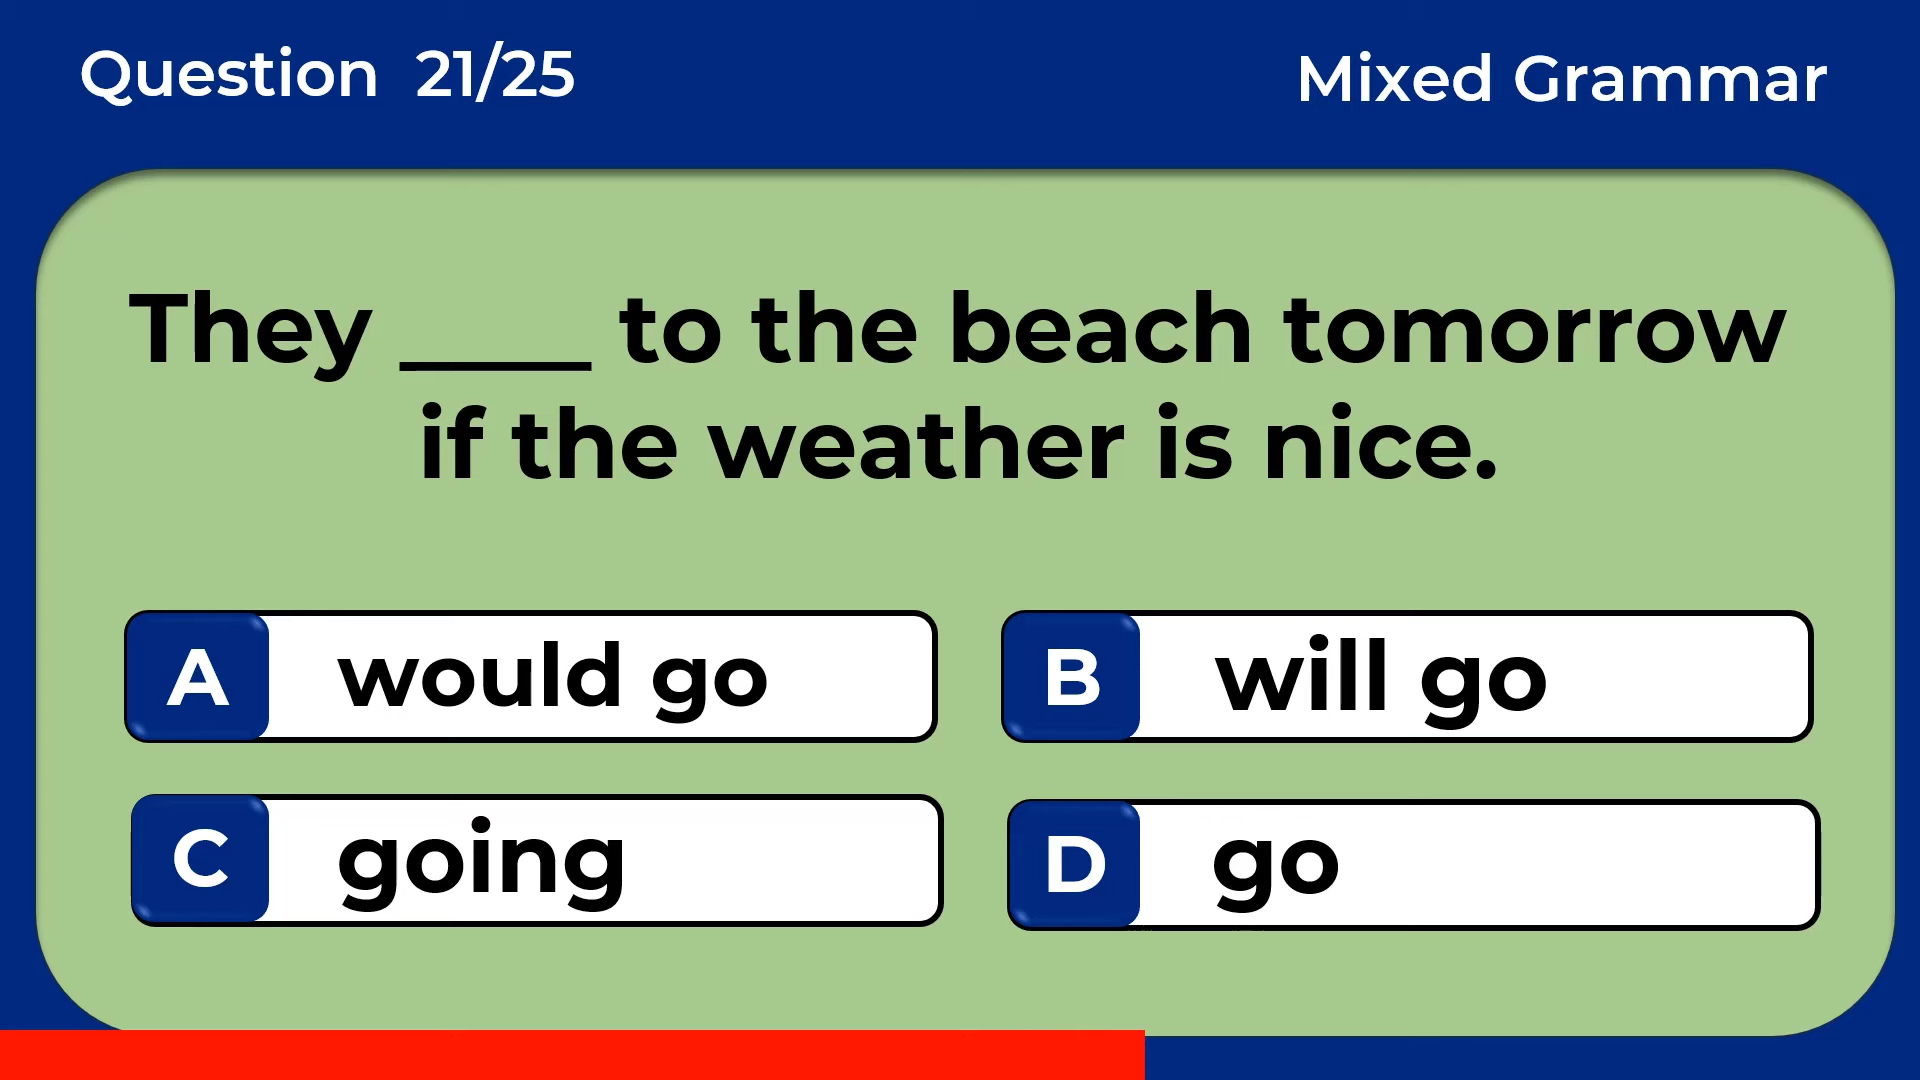 Question 21/25
Mixed Grammar
They ____ to the beach tomorrow
if the weather is nice.
A would go
B will go
C going
D go